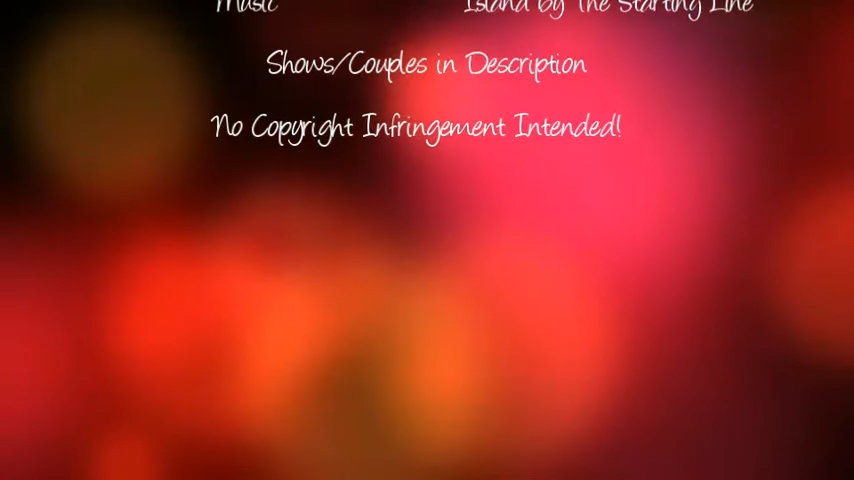 Music Island by The Starting Line
Shows/Couples in Description
No Copyright Infringement Intended!